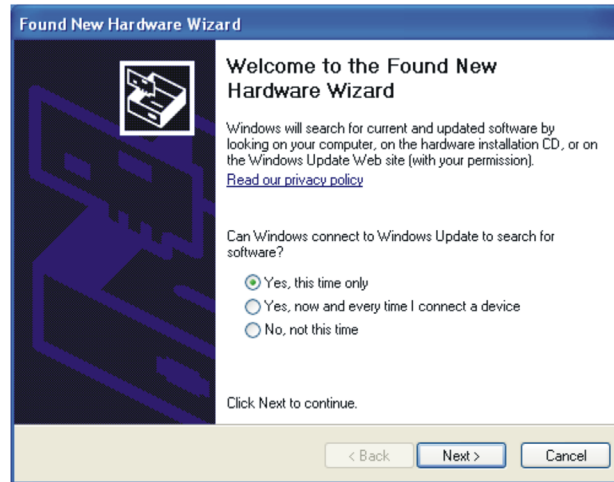 Found New Hardware Wizard
Welcome to the Found New
Hardware Wizard
Windows will search for current and updated software by
looking on your computer, on the hardware installation CD, or on
the Windows Update Web site (with your permission).
Read our privacy policy
Can Windows connect to Windows Update to search for
software?
Yes, this time only
Yes, now and every time I connect a device
No, not this time
Click Next to continue.
< Back Next > Cancel